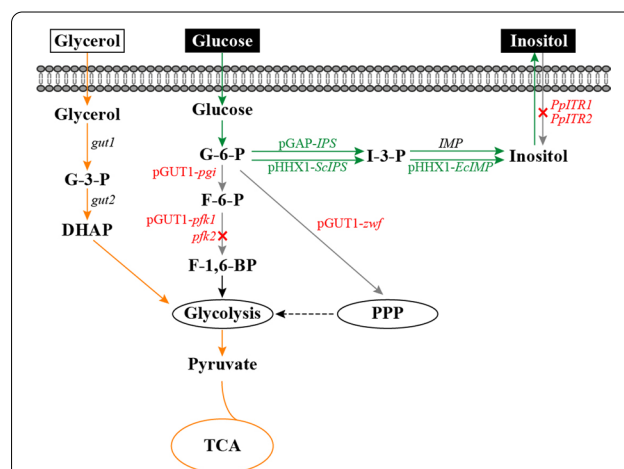 Glycerol Glucose Inositol
Glycerol
Glucose
PpITR1
PpITR2
gut1
G-6-P
pGAP-IPS
pHHX1-ScIPS
I-3-P
IMP
pHHX1-EcIMP
Inositol
G-3-P
pGUT1-pgi
gut2
F-6-P
DHAP
pGUT1-pfk1
pfk2
pGUT1-zwf
F-1,6-BP
Glycolysis
PPP
Pyruvate
TCA